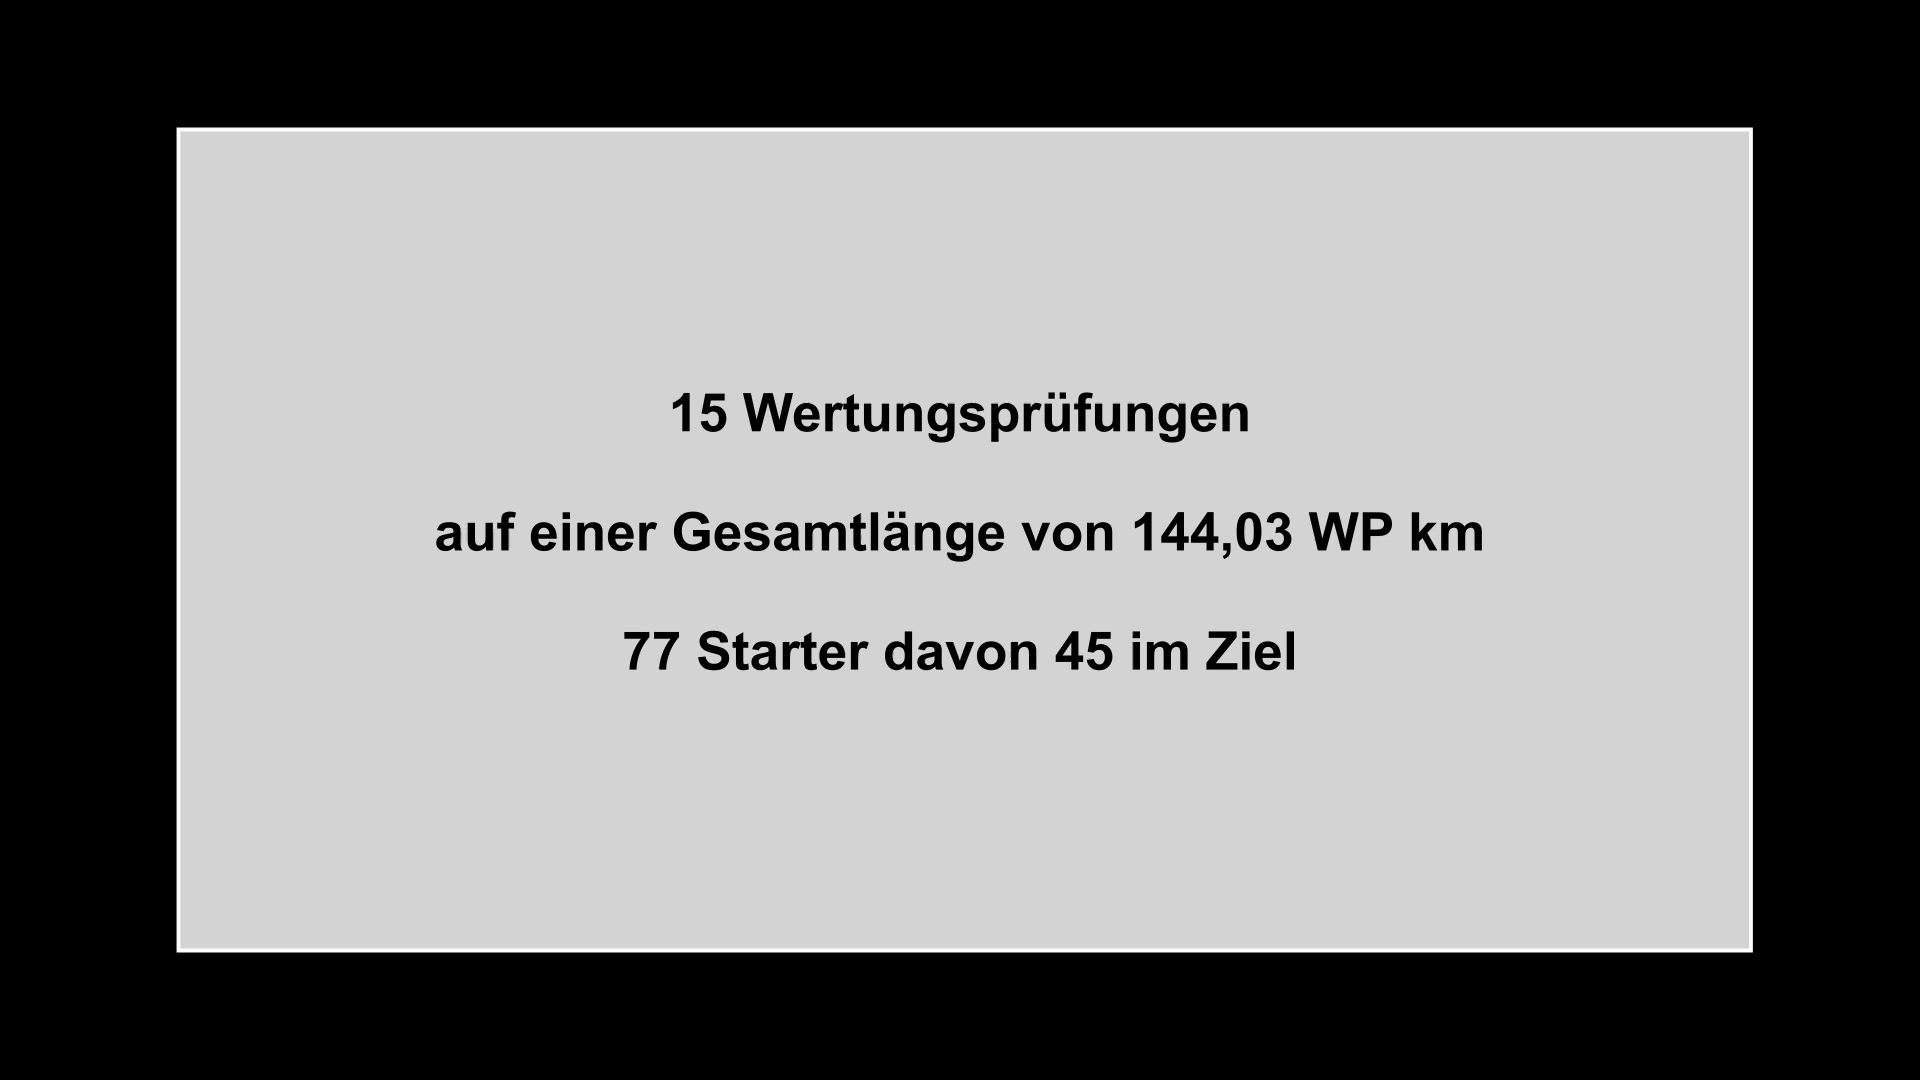 15 Wertungsprüfungen
auf einer Gesamtlänge von 144,03 WP km
77 Starter davon 45 im Ziel